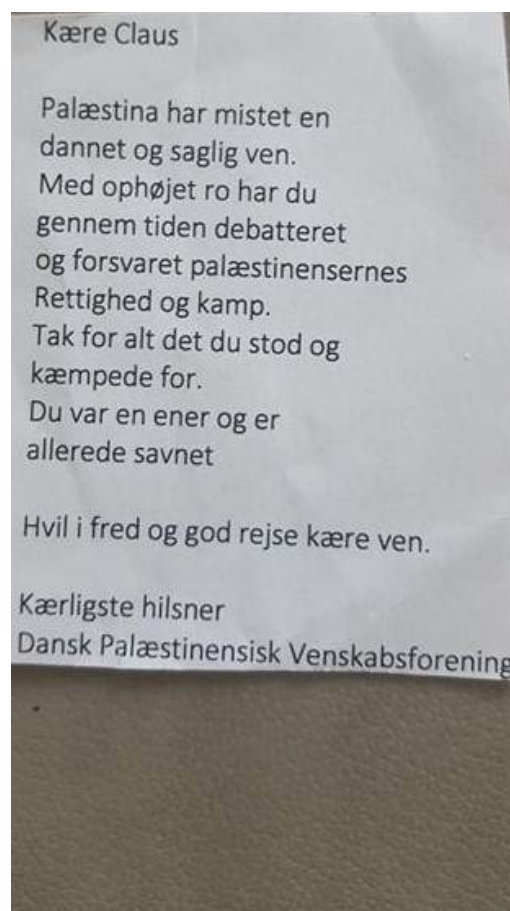 Kære Claus
Palæstina har mistet en
dannet og saglig ven.
Med ophøjet ro har du
gennem tiden debatteret
og forsvaret palæstinensernes
Rettighed og kamp.
Tak for alt det du stod og
kæmpede for.
Du var en ener og er
allerede savnet
Hvil i fred og god rejse kære ven.
Kærligste hilsner
Dansk Palæstinensisk Venskabsforening